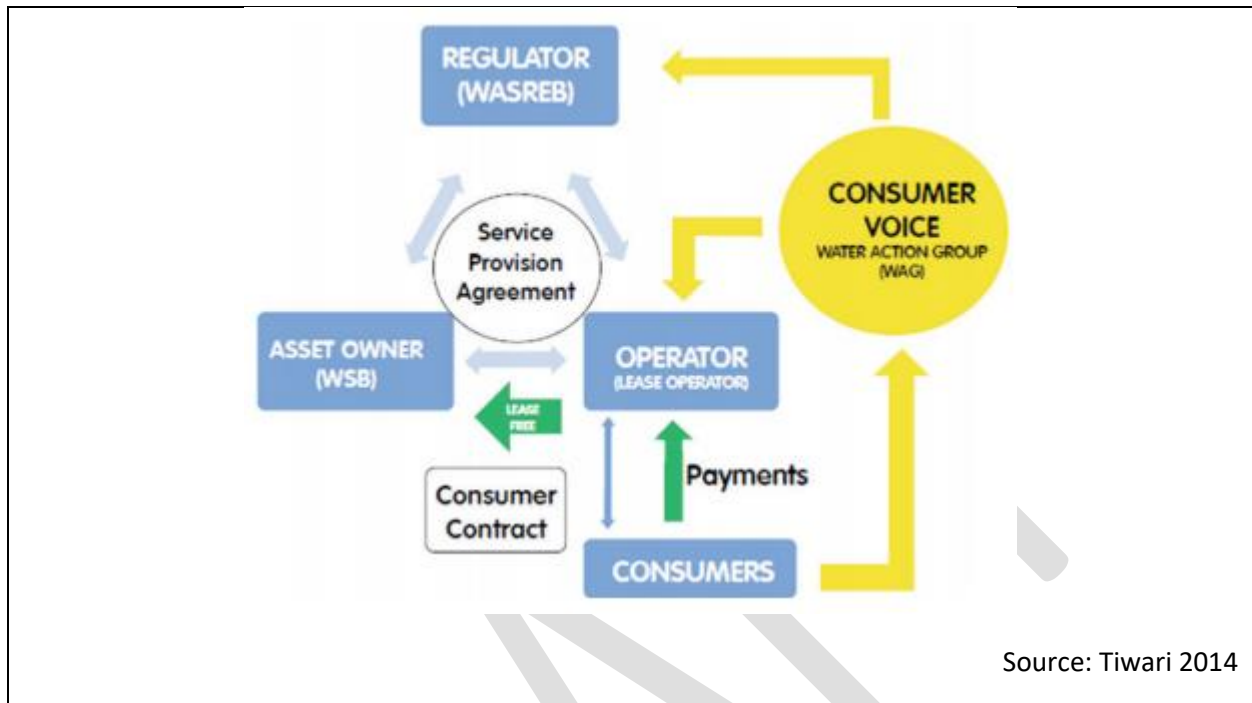 REGULATOR
(WASREB)
CONSUMER
VOICE
WATER ACTION GROUP
(WAG)
Service
Provision
Agreement
ASSET OWNER
(WSB)
OPERATOR
(LEASE OPERATOR)
LEASE
FREE
Payments
Consumer
Contract
CONSUMERS
Source: Tiwari 2014